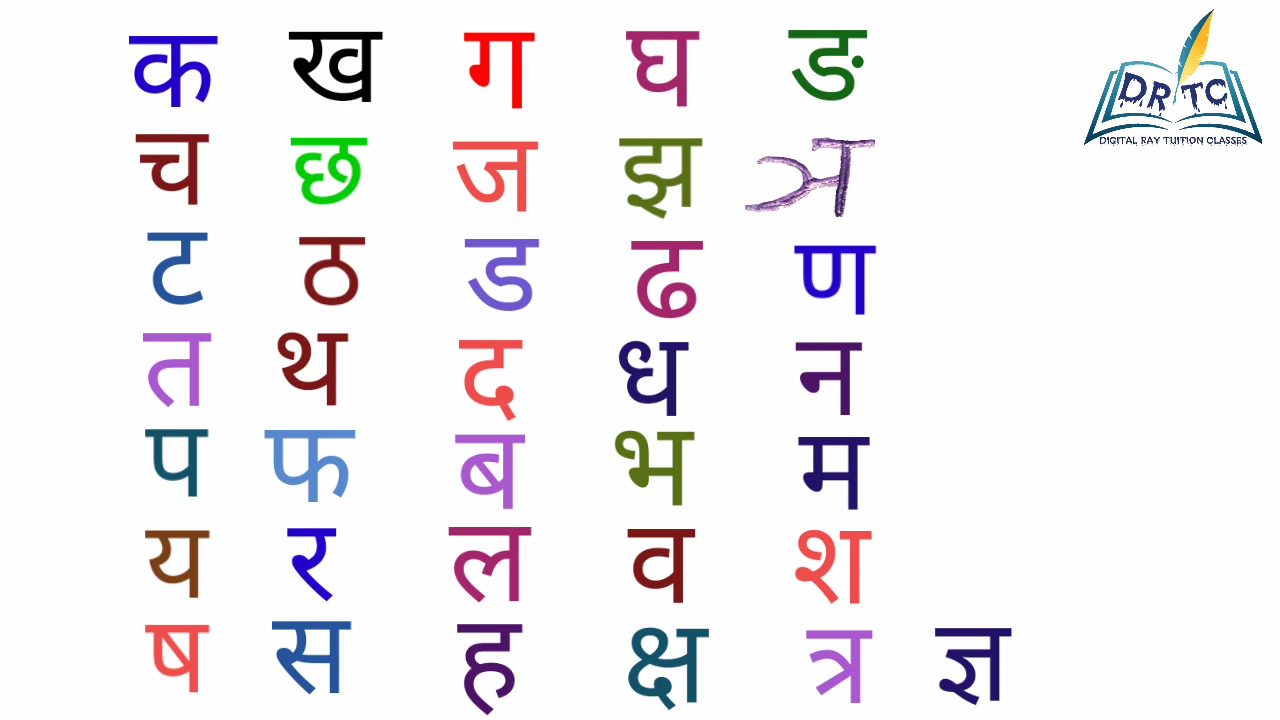 क ख ग घ ङ
DRTC
DIGITAL RAY TUITION CLASSES
च छ ज झ ञ
ट ठ ड ढ ण
त थ द ध न
प फ ब भ म
य र ल व श
ष स ह क्ष त्र ज्ञ